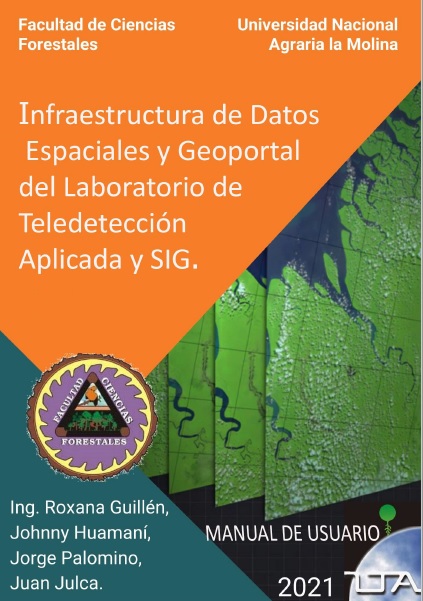 Facultad de Ciencias
Forestales
Universidad Nacional
Agraria la Molina
Infraestructura de Datos
Espaciales y Geoportal
del Laboratorio de
Teledetección
Aplicada y SIG.
FACULTAD CIENCIAS
FORESTALES
Ing. Roxana Guillén,
Johnny Huamaní,
Jorge Palomino,
Juan Julca.
MANUAL DE USUARIO
2021